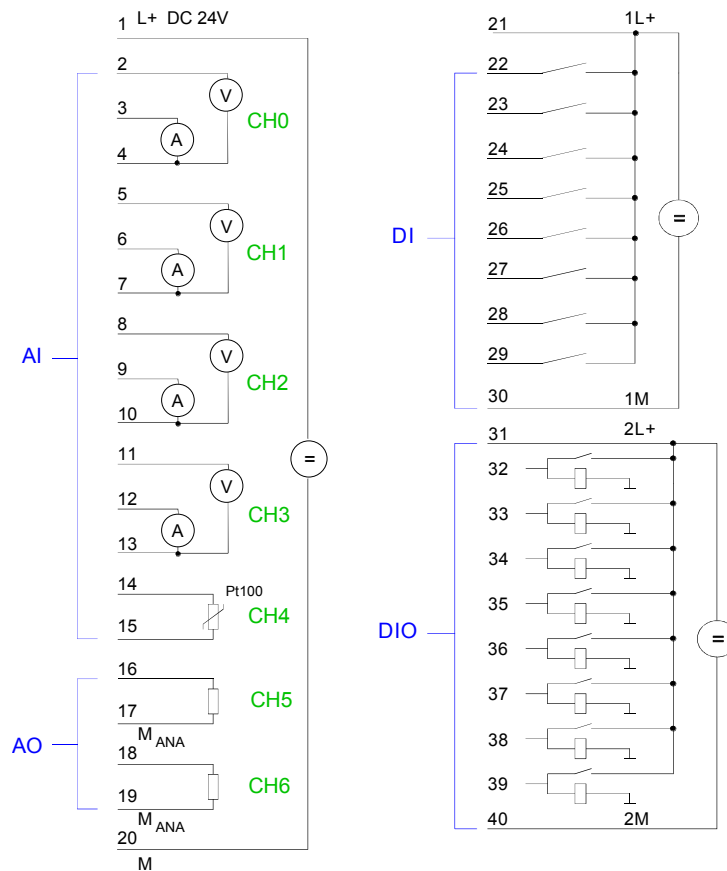 1 L+ DC 24V
2
V
3
CH0
A
4
5
V
6
CH1
A
7
8
V
AI
9
CH2
A
10
11
=
V
12
CH3
A
13
14
Pt100
CH4
15
16
CH5
17
M ANA
AO
18
CH6
19
M ANA
20
M
21 1L+
22
23
24
25
=
26
DI
27
28
29
30 1M
31 2L+
32
33
34
35
DIO
=
36
37
38
39
40 2M